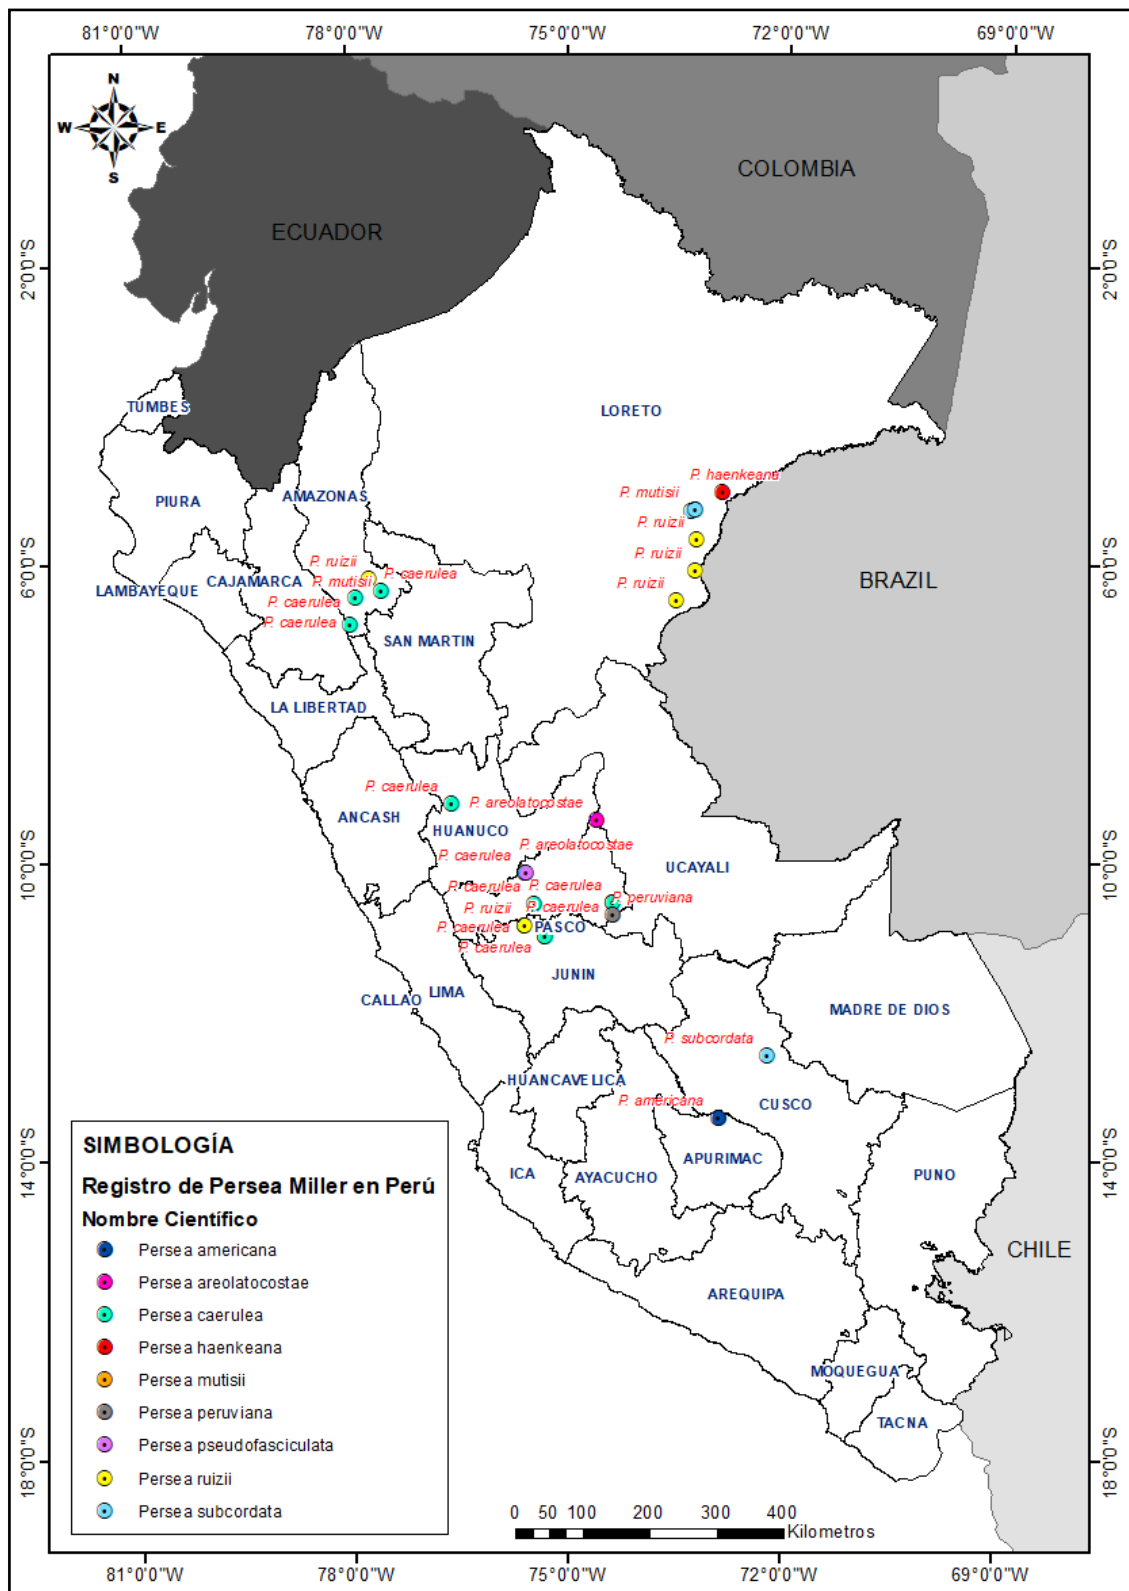 81°0'0"W 78°0'0"W 75°0'0"W 72°0'0"W 69°0'0"W
N
W E
S
COLOMBIA
ECUADOR
2°0'0"S 2°0'0"S
TUMBES
LORETO
P. haenkeana
PIURA
AMAZONAS
P. mutisii
P. ruizii
P. ruizii
P. ruizii
P. ruizii
P. caerulea
P. mutisii
6°0'0"S 6°0'0"S
BRAZIL
LAMBAYEQUE
CAJAMARCA
P. caerulea
P. caerulea
SAN MARTIN
LA LIBERTAD
P. caerulea
P. areolatocostae
ANCASH
HUANUCO
P. areolatocostae
P. caerulea
10°0'0"S 10°0'0"S
UCAYALI
P. caerulea P. caerulea
P. peruviana
P. ruizii P. caerulea
P. caerulea
PASCO
P. caerulea
JUNIN
LIMA
CALLAO
MADRE DE DIOS
P. subcordata
HUANCAVELICA
P. americana
CUSCO
APURIMAC
ICA
AYACUCHO
PUNO
14°0'0"S 14°0'0"S
CHILE
AREQUIPA
MOQUEGUA
TACNA
18°0'0"S 18°0'0"S
SIMBOLOGÍA
Registro de Persea Miller en Perú
Nombre Científico
Persea americana
Persea areolatocostae
Persea caerulea
Persea haenkeana
Persea mutisii
Persea peruviana
Persea pseudofasciculata
Persea ruizii
Persea subcordata
0 50 100 200 300 400
Kilometros
81°0'0"W 78°0'0"W 75°0'0"W 72°0'0"W 69°0'0"W